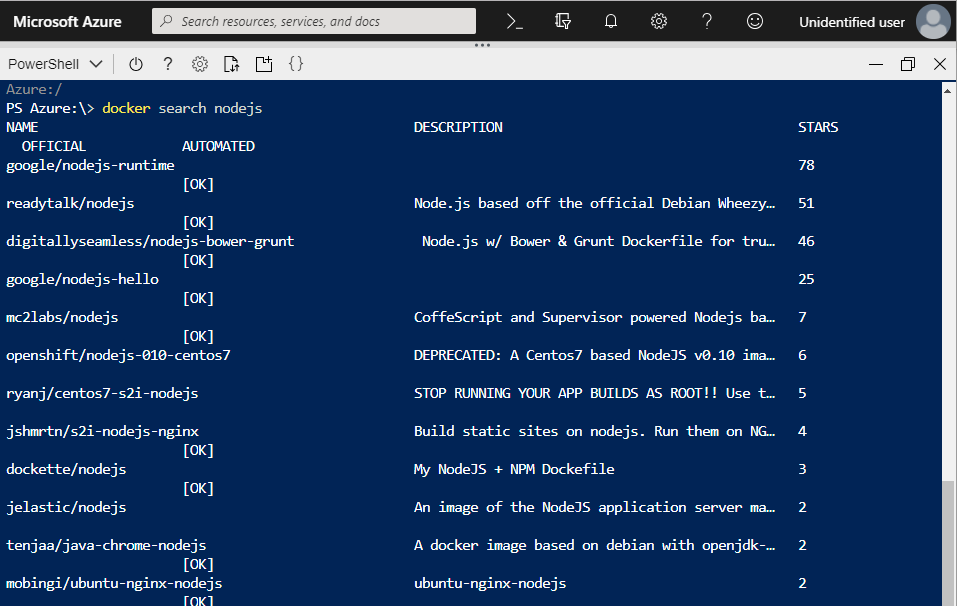 Microsoft Azure Search resources, services, and docs ? Unidentified user
PowerShell ? {}
Azure:/
PS Azure:\> docker search nodejs
NAME DESCRIPTION STARS
OFFICIAL AUTOMATED
google/nodejs-runtime 78
[OK]
readytalk/nodejs Node.js based off the official Debian Wheezy… 51
[OK]
digitallyseamless/nodejs-bower-grunt Node.js w/ Bower & Grunt Dockerfile for tru… 46
[OK]
google/nodejs-hello 25
[OK]
mc2labs/nodejs CoffeScript and Supervisor powered Nodejs ba… 7
[OK]
openshift/nodejs-010-centos7 DEPRECATED: A Centos7 based NodeJS v0.10 ima… 6
ryanj/centos7-s2i-nodejs STOP RUNNING YOUR APP BUILDS AS ROOT!! Use t… 5
jshmrtn/s2i-nodejs-nginx Build static sites on nodejs. Run them on NG… 4
[OK]
dockette/nodejs My NodeJS + NPM Dockefile 3
[OK]
jelastic/nodejs An image of the NodeJS application server ma… 2
tenjaa/java-chrome-nodejs A docker image based on debian with openjdk-… 2
[OK]
mobingi/ubuntu-nginx-nodejs ubuntu-nginx-nodejs 2
[OK]